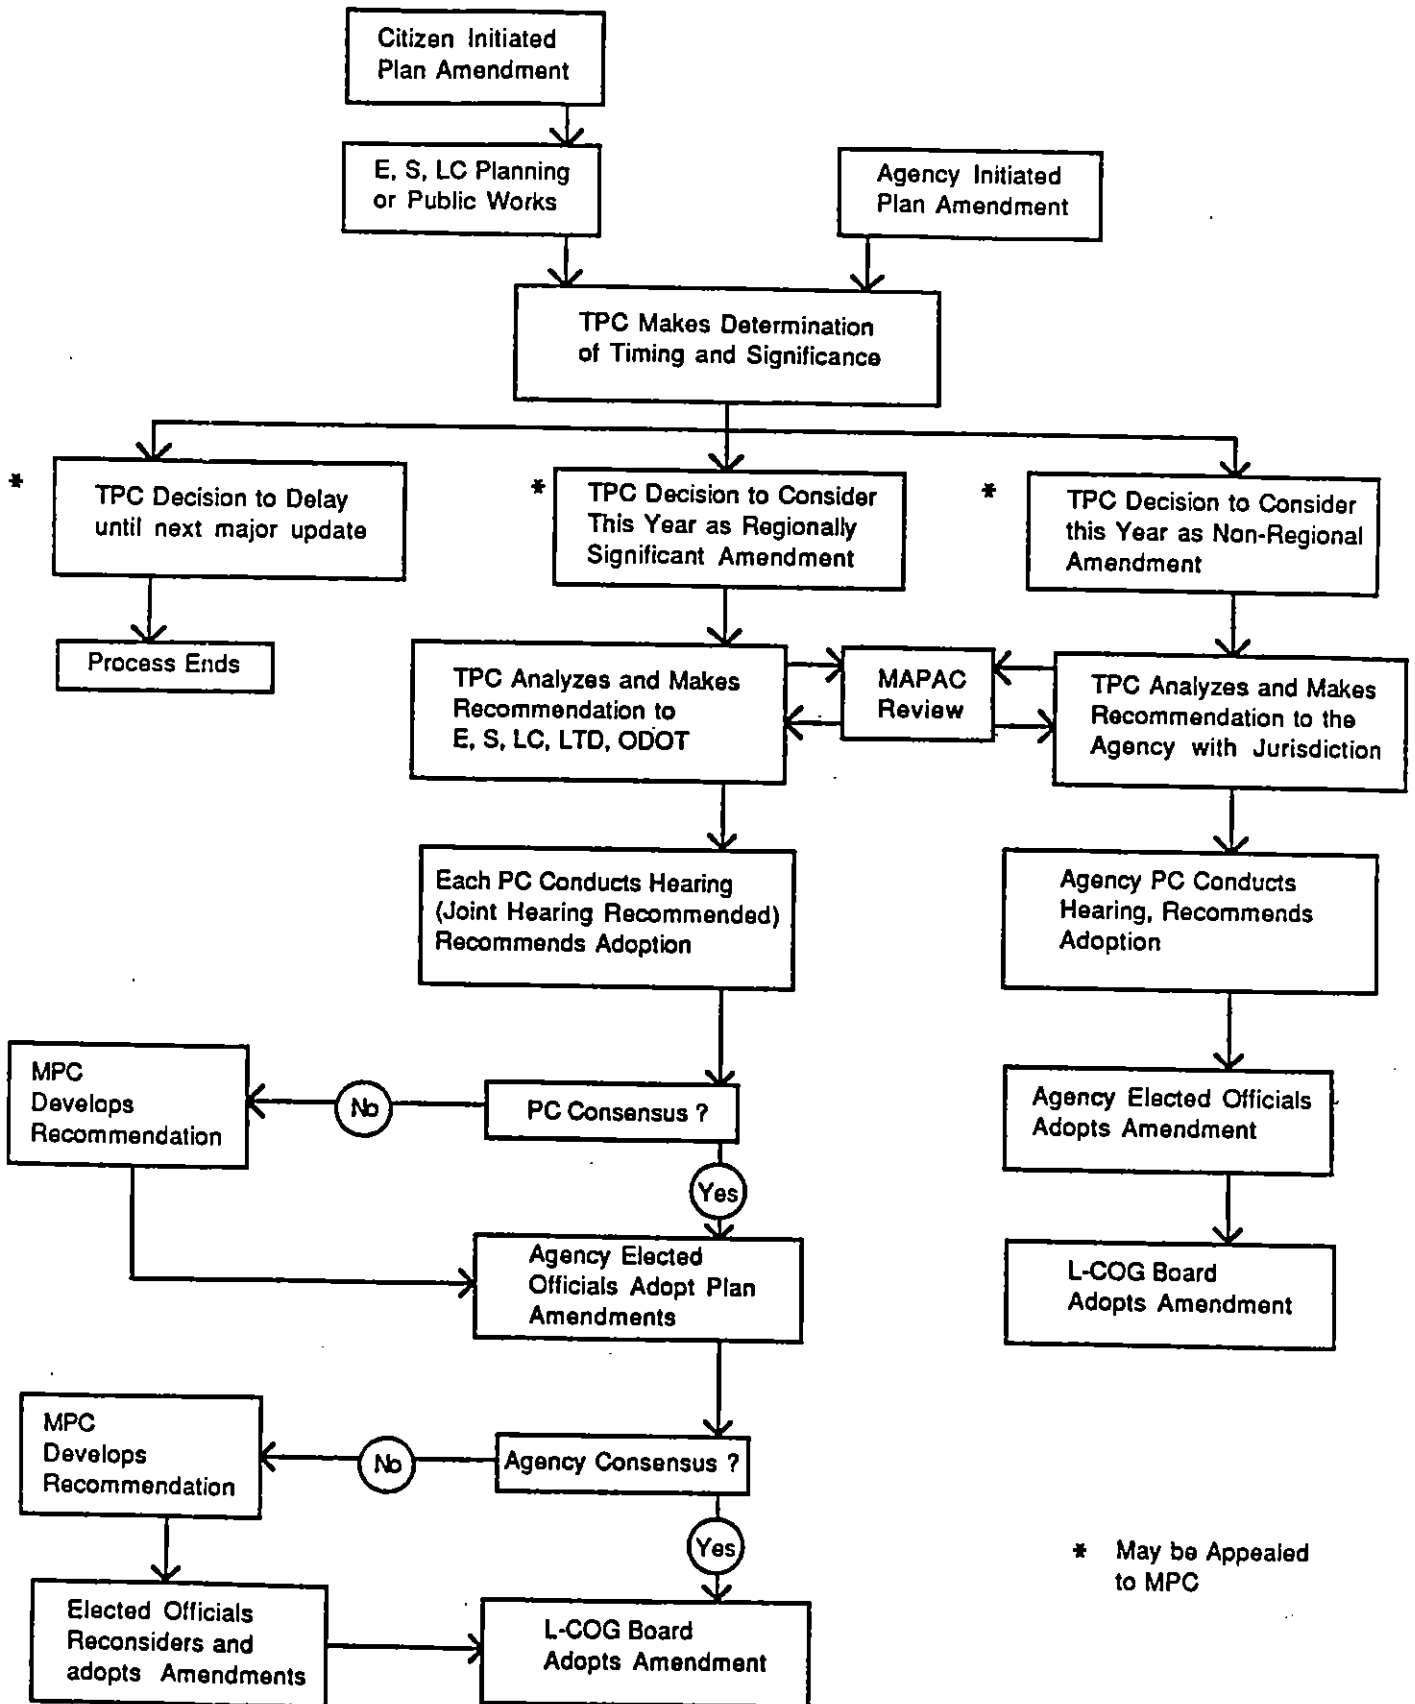 Citizen Initiated
Plan Amendment
E, S, LC Planning
or Public Works
Agency Initiated
Plan Amendment
TPC Makes Determination
of Timing and Significance
*
TPC Decision to Delay
until next major update
*
TPC Decision to Consider
This Year as Regionally
Significant Amendment
*
TPC Decision to Consider
this Year as Non-Regional
Amendment
Process Ends
TPC Analyzes and Makes
Recommendation to
E, S, LC, LTD, ODOT
MAPAC
Review
TPC Analyzes and Makes
Recommendation to the
Agency with Jurisdiction
Each PC Conducts Hearing
(Joint Hearing Recommended)
Recommends Adoption
Agency PC Conducts
Hearing, Recommends
Adoption
MPC
Develops
Recommendation
No
PC Consensus ?
Yes
Agency Elected Officials
Adopts Amendment
Agency Elected
Officials Adopt Plan
Amendments
L-COG Board
Adopts Amendment
MPC
Develops
Recommendation
No
Agency Consensus ?
Yes
Elected Officials
Reconsiders and
adopts Amendments
L-COG Board
Adopts Amendment
* May be Appealed
to MPC